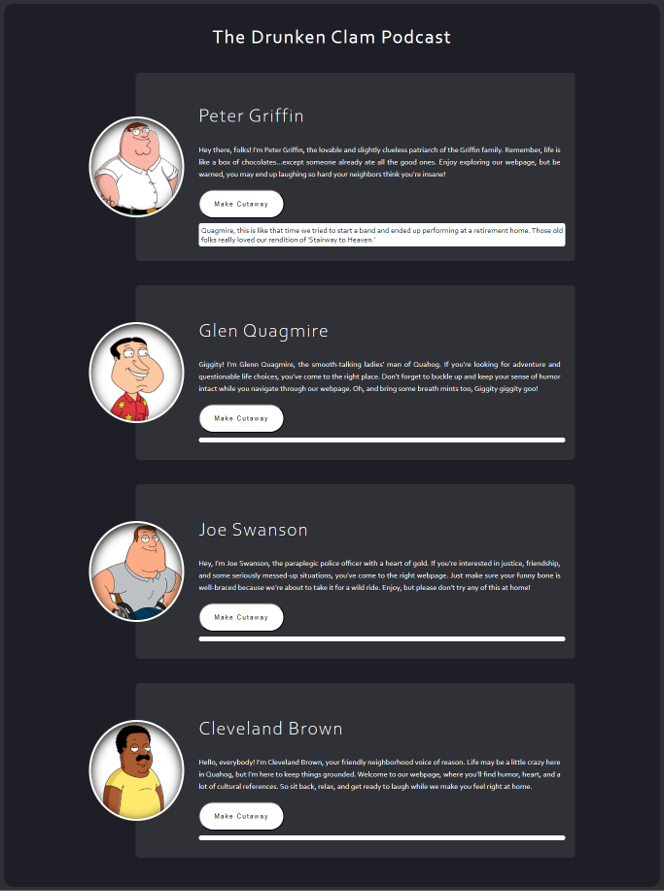 The Drunken Clam Podcast
Peter Griffin
Hey there, folks! I'm Peter Griffin, the lovable and slightly clueless patriarch of the Griffin family. Remember, life is
like a box of chocolates...except someone already ate all the good ones. Enjoy exploring our webpage, but be
warned, you may end up laughing so hard your neighbors think you're insane!
Make Cutaway
Quagmire, this is like that time we tried to start a band and ended up performing at a retirement home. Those old
folks really loved our rendition of 'Stairway to Heaven.'
Glen Quagmire
Giggity! I'm Glenn Quagmire, the smooth-talking ladies' man of Quahog. If you're looking for adventure and
questionable life choices, you've come to the right place. Don't forget to buckle up and keep your sense of humor
intact while you navigate through our webpage. Oh, and bring some breath mints too, Giggity giggity goo!
Make Cutaway
Joe Swanson
Hey, I'm Joe Swanson, the paraplegic police officer with a heart of gold. If you're interested in justice, friendship,
and some seriously messed-up situations, you've come to the right webpage. Just make sure your funny bone is
well-braced because we're about to take it for a wild ride. Enjoy, but please don't try any of this at home!
Make Cutaway
Cleveland Brown
Hello, everybody! I'm Cleveland Brown, your friendly neighborhood voice of reason. Life may be a little crazy here
in Quahog, but I'm here to keep things grounded. Welcome to our webpage, where you'll find humor, heart, and a
lot of cultural references. So sit back, relax, and get ready to laugh while we make you feel right at home.
Make Cutaway